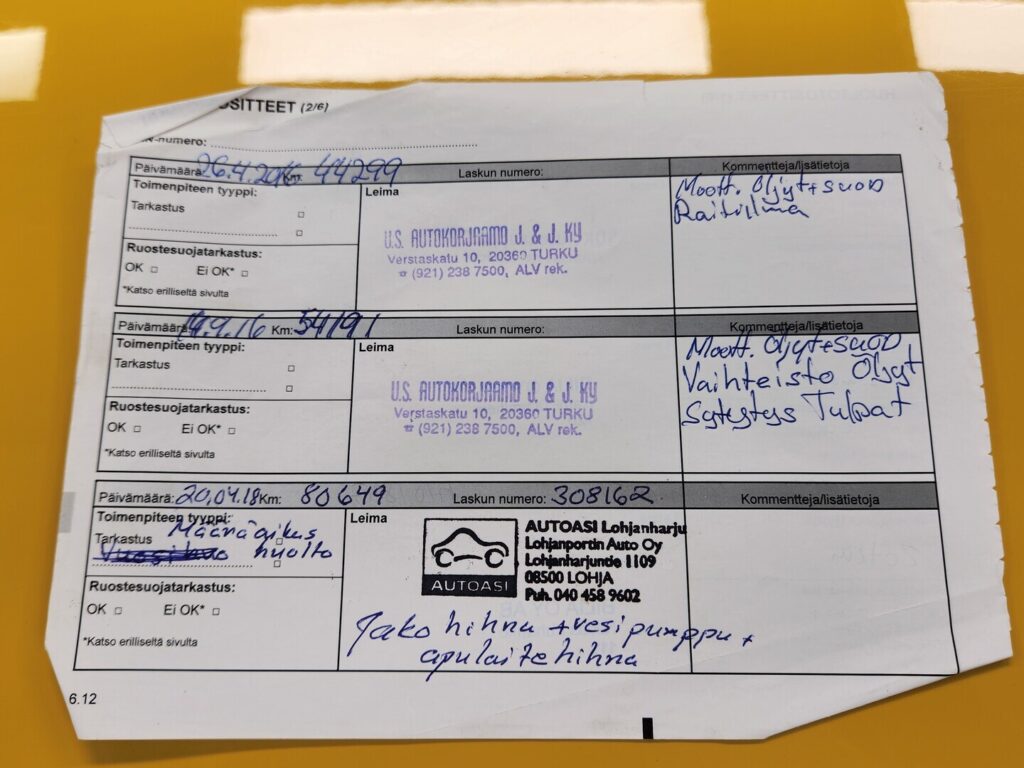 OSITTEET (2/6)
numero:
Päivämäärä: 26.4.2016 Km: 44299 Laskun numero: Kommentteja/lisätietoja
Toimenpiteen tyyppi: Leima Moott. Öljyt+suod
Tarkastus Raitilma
U.S. AUTOKORJAAMO J. & J. KY
Verstaskatu 10, 20360 TURKU
Ruostesuojatarkastus:
☎ (921) 238 7500, ALV rek.
OK Ei OK*
*Katso erilliseltä sivulta
Päivämäärä: 14.9.16 Km: 54191 Laskun numero: Kommentteja/lisätietoja
Toimenpiteen tyyppi: Leima Moott. Öljyt+suod
Tarkastus Vaihteisto Öljyt
U.S. AUTOKORJAAMO J. & J. KY Sytytys Tulpat
Verstaskatu 10, 20360 TURKU
Ruostesuojatarkastus:
☎ (921) 238 7500, ALV rek.
OK Ei OK*
*Katso erilliseltä sivulta
Päivämäärä: 20.04.18 Km: 80649 Laskun numero: 308162 Kommentteja/lisätietoja
Toimenpiteen tyyppi: Leima
Tarkastus Määräaikus
huolto
AUTOASI
AUTOASI Lohjanharju
Lohjanportin Auto Oy
Lohjanharjuntie 1109
08500 LOHJA
Puh. 040 458 9602
Ruostesuojatarkastus:
OK Ei OK*
*Katso erilliseltä sivulta
Jako hihna + vesipumppu +
apulaitehihna
6.12